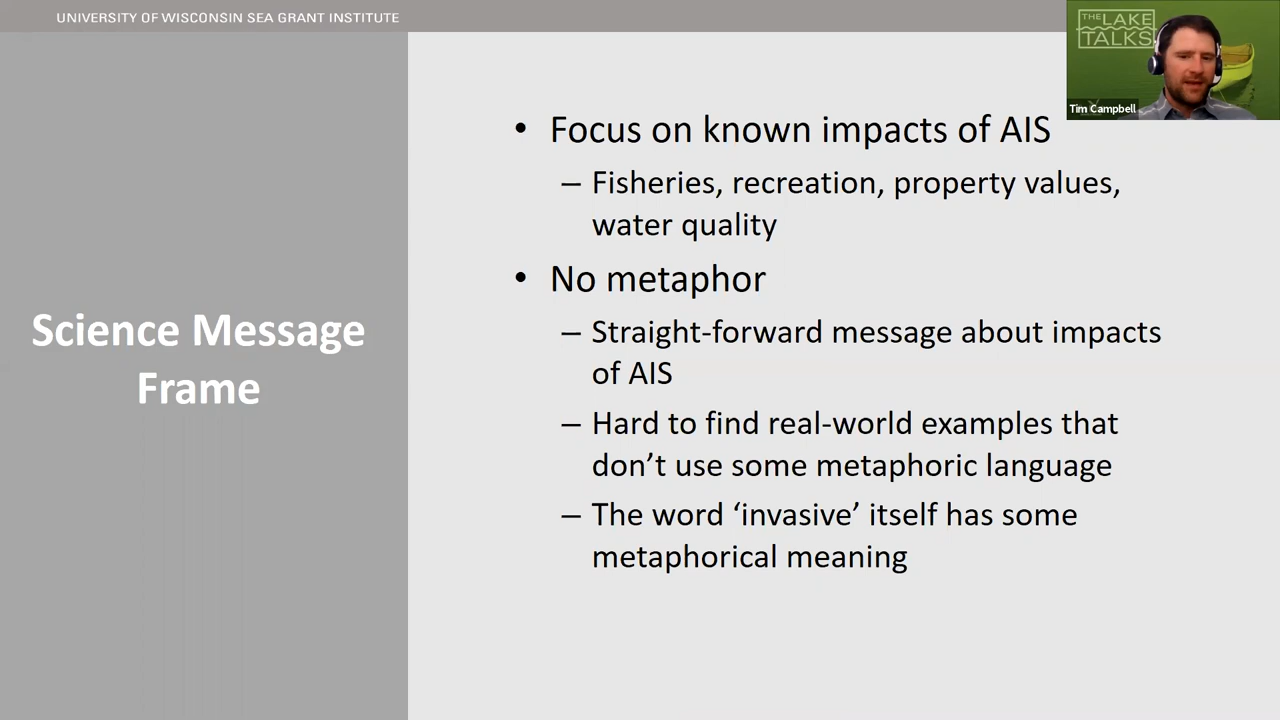 UNIVERSITY OF WISCONSIN SEA GRANT INSTITUTE
THE LAKE
TALKS
Tim Campbell
• Focus on known impacts of AIS
– Fisheries, recreation, property values,
water quality
• No metaphor
– Straight-forward message about impacts
of AIS
– Hard to find real-world examples that
don’t use some metaphoric language
– The word ‘invasive’ itself has some
metaphorical meaning
Science Message
Frame